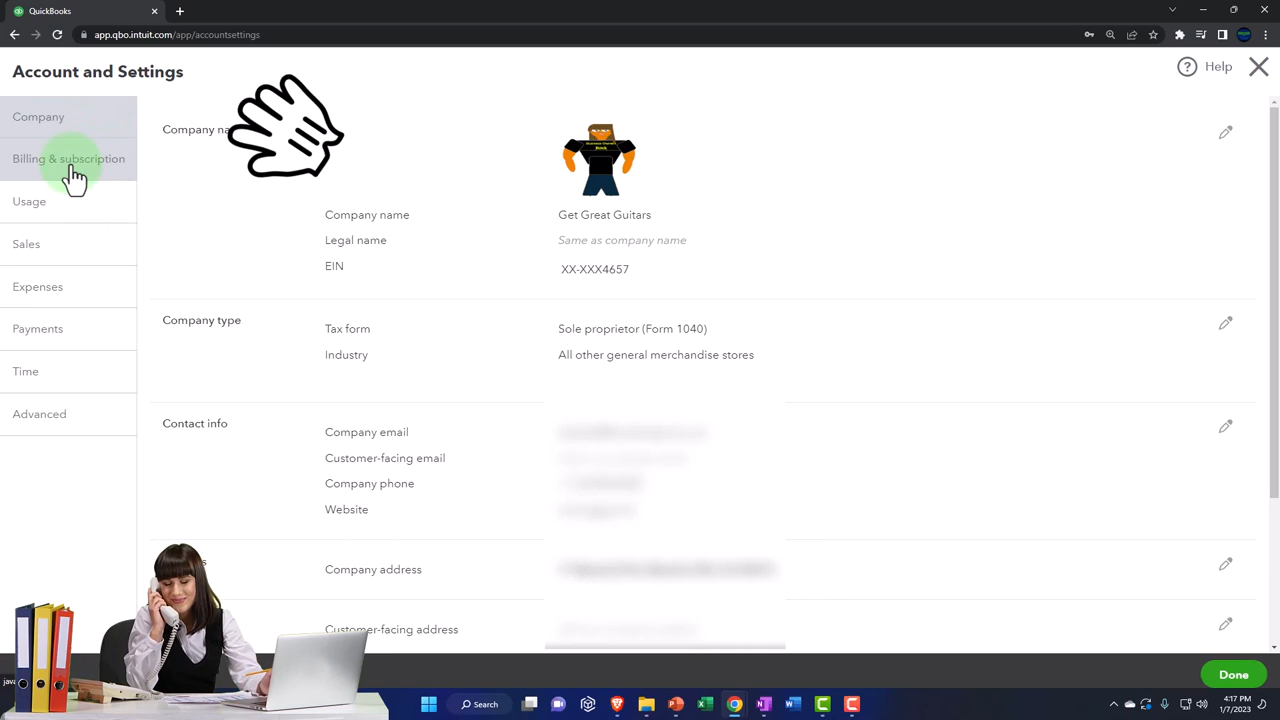 QuickBooks
app.qbo.intuit.com/app/accountsettings
Account and Settings
Help
Company
Billing & subscription
Usage
Sales
Expenses
Payments
Time
Advanced
Company
Company name Get Great Guitars
Legal name Same as company name
EIN XX-XXX4657
Company type
Tax form Sole proprietor (Form 1040)
Industry All other general merchandise stores
Contact info
Company email
Customer-facing email
Company phone
Website
Company address
Customer-facing address
Done
Search
4:17 PM
1/7/2023